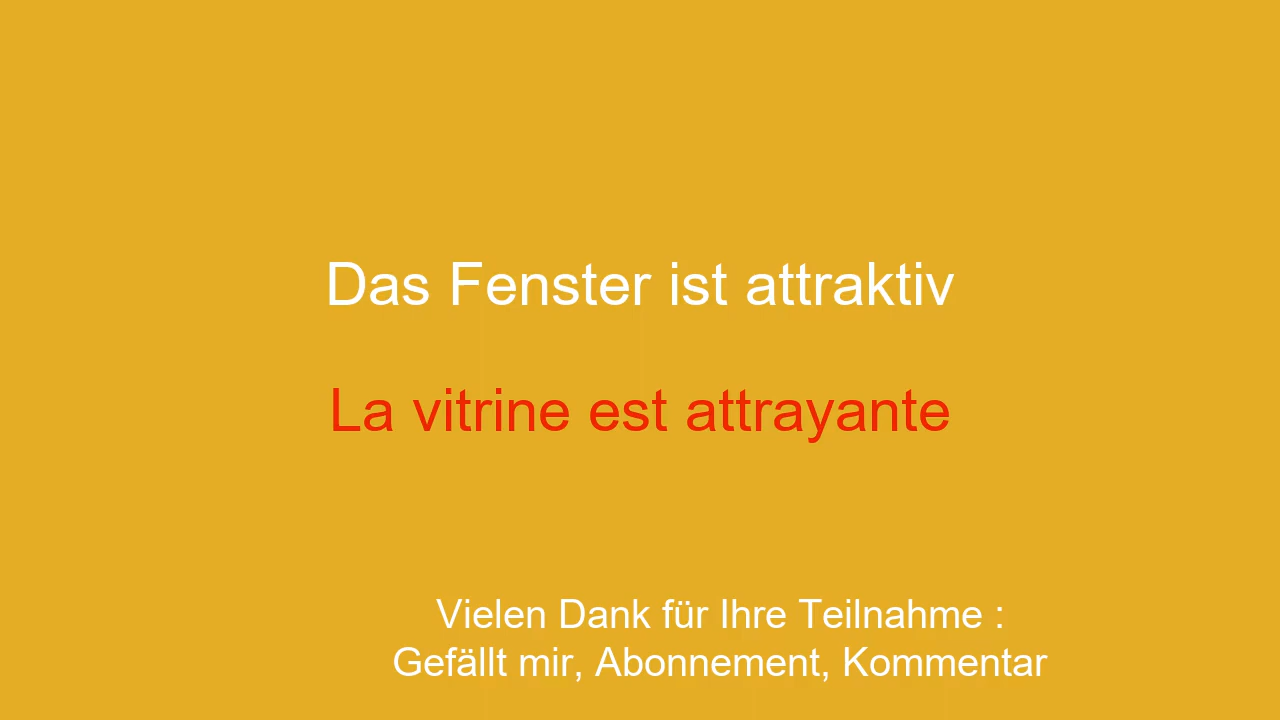 Das Fenster ist attraktiv
La vitrine est attrayante
Vielen Dank für Ihre Teilnahme :
Gefällt mir, Abonnement, Kommentar